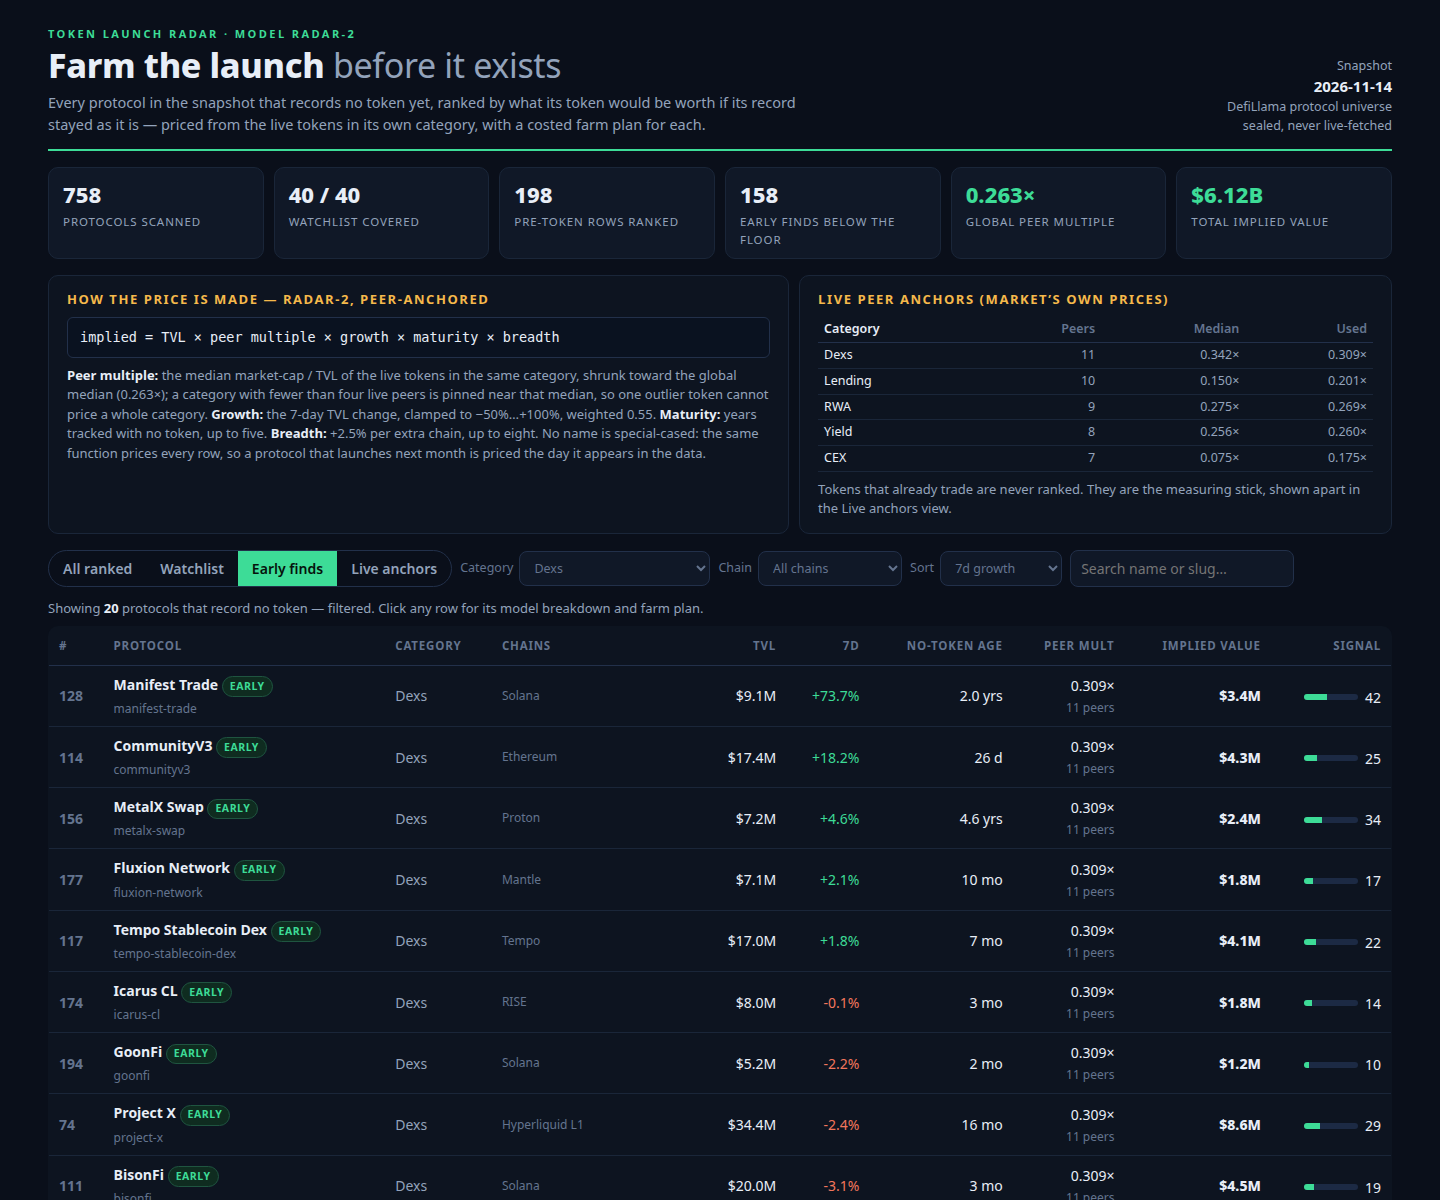 TOKEN LAUNCH RADAR · MODEL RADAR-2
Farm the launch before it exists
Every protocol in the snapshot that records no token yet, ranked by what its token would be worth if its record
stayed as it is — priced from the live tokens in its own category, with a costed farm plan for each.
Snapshot
2026-11-14
DefiLlama protocol universe
sealed, never live-fetched
758
PROTOCOLS SCANNED
40 / 40
WATCHLIST COVERED
198
PRE-TOKEN ROWS RANKED
158
EARLY FINDS BELOW THE
FLOOR
0.263×
GLOBAL PEER MULTIPLE
$6.12B
TOTAL IMPLIED VALUE
HOW THE PRICE IS MADE — RADAR-2, PEER-ANCHORED
implied = TVL × peer multiple × growth × maturity × breadth
Peer multiple: the median market-cap / TVL of the live tokens in the same category, shrunk toward the global
median (0.263×); a category with fewer than four live peers is pinned near that median, so one outlier token cannot
price a whole category. Growth: the 7-day TVL change, clamped to −50%…+100%, weighted 0.55. Maturity: years
tracked with no token, up to five. Breadth: +2.5% per extra chain, up to eight. No name is special-cased: the same
function prices every row, so a protocol that launches next month is priced the day it appears in the data.
LIVE PEER ANCHORS (MARKET’S OWN PRICES)
Category Peers Median Used
Dexs 11 0.342× 0.309×
Lending 10 0.150× 0.201×
RWA 9 0.275× 0.269×
Yield 8 0.256× 0.260×
CEX 7 0.075× 0.175×
Tokens that already trade are never ranked. They are the measuring stick, shown apart in
the Live anchors view.
All ranked Watchlist Early finds Live anchors Category Dexs Chain All chains Sort 7d growth Search name or slug…
Showing 20 protocols that record no token — filtered. Click any row for its model breakdown and farm plan.
# PROTOCOL CATEGORY CHAINS TVL 7D NO-TOKEN AGE PEER MULT IMPLIED VALUE SIGNAL
128 Manifest Trade EARLY Dexs Solana $9.1M +73.7% 2.0 yrs 0.309× $3.4M 42
manifest-trade 11 peers
114 CommunityV3 EARLY Dexs Ethereum $17.4M +18.2% 26 d 0.309× $4.3M 25
communityv3 11 peers
156 MetalX Swap EARLY Dexs Proton $7.2M +4.6% 4.6 yrs 0.309× $2.4M 34
metalx-swap 11 peers
177 Fluxion Network EARLY Dexs Mantle $7.1M +2.1% 10 mo 0.309× $1.8M 17
fluxion-network 11 peers
117 Tempo Stablecoin Dex EARLY Dexs Tempo $17.0M +1.8% 7 mo 0.309× $4.1M 22
tempo-stablecoin-dex 11 peers
174 Icarus CL EARLY Dexs RISE $8.0M -0.1% 3 mo 0.309× $1.8M 14
icarus-cl 11 peers
194 GoonFi EARLY Dexs Solana $5.2M -2.2% 2 mo 0.309× $1.2M 10
goonfi 11 peers
74 Project X EARLY Dexs Hyperliquid L1 $34.4M -2.4% 16 mo 0.309× $8.6M 29
project-x 11 peers
111 BisonFi EARLY Dexs Solana $20.0M -3.1% 3 mo 0.309× $4.5M 19
bisonfi 11 peers